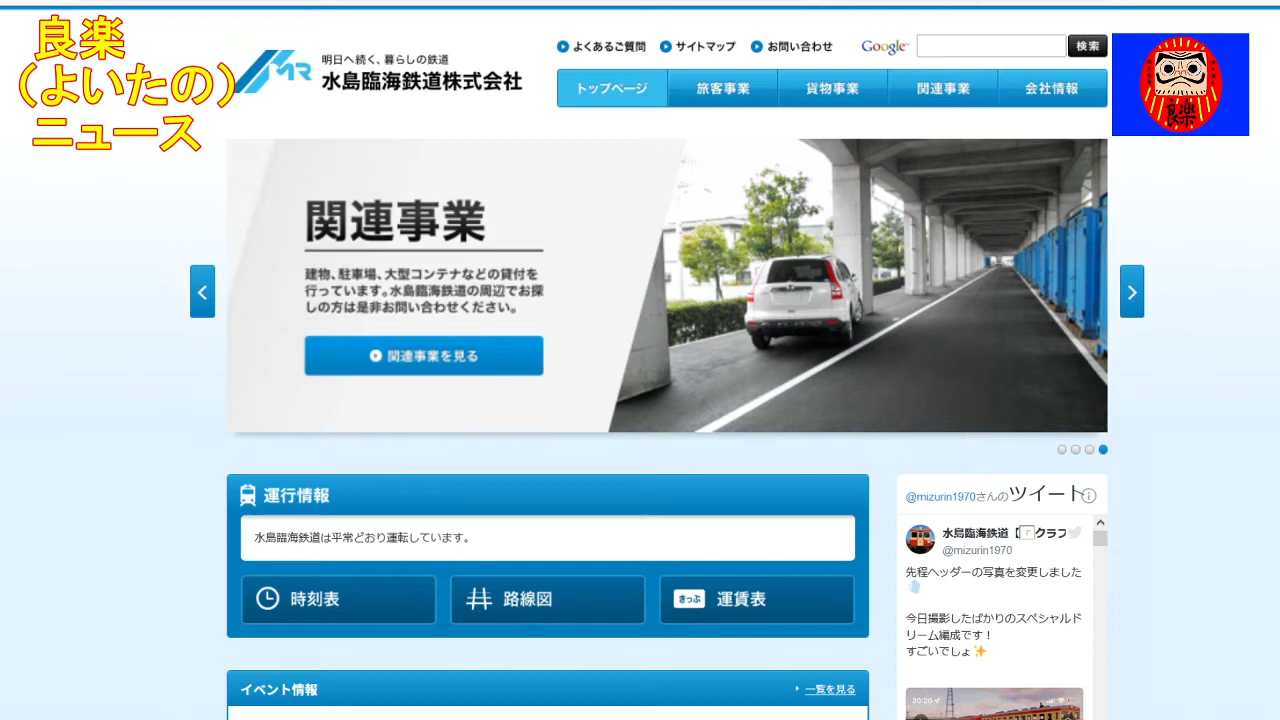 良楽
(よいたの)
ニュース
明日へ続く、暮らしの鉄道
水島臨海鉄道株式会社
よくあるご質問
サイトマップ
お問い合わせ
Google
検索
トップページ
旅客事業
貨物事業
関連事業
会社情報
良楽
関連事業
建物、駐車場、大型コンテナなどの貸付を
行っています。水島臨海鉄道の周辺でお探
しの方は是非お問い合わせください。
関連事業を見る
運行情報
水島臨海鉄道は平常どおり運転しています。
時刻表
路線図
きっぷ
運賃表
イベント情報
一覧を見る
@mizurin1970さんのツイート
水島臨海鉄道【
クラフ
@mizurin1970
先程ヘッダーの写真を変更しました
今日撮影したばかりのスペシャルド
リーム編成です！
すごいでしょ✨
20:20